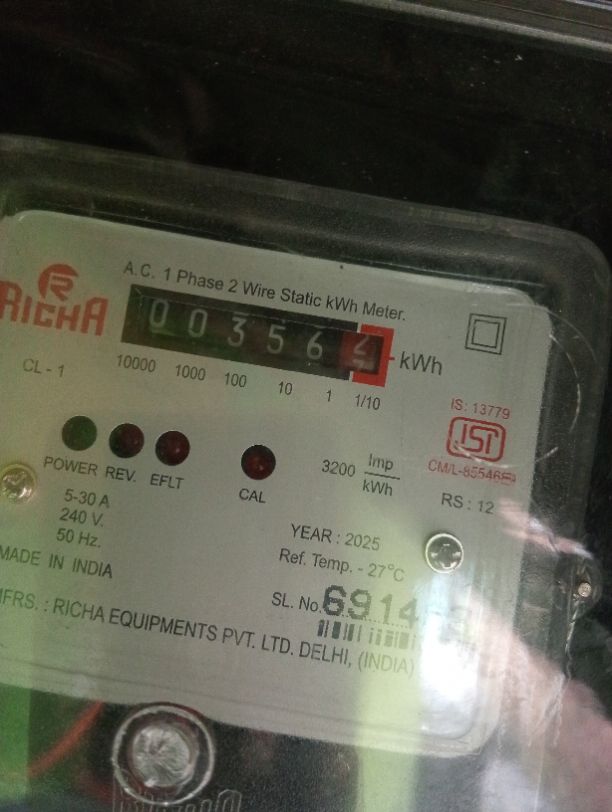 A.C. 1 Phase 2 Wire Static kWh Meter.
RICHA
0 0 3 5 6
kWh
CL - 1
10000 1000 100 10 1 1/10
IS: 13779
ISI
POWER REV. EFLT
CAL
3200 Imp
kWh
RS : 12
5-30 A
240 V.
50 Hz.
YEAR : 2025
Ref. Temp. - 27°C
MADE IN INDIA
SL. No.
MFRS. : RICHA EQUIPMENTS PVT. LTD. DELHI, (INDIA)